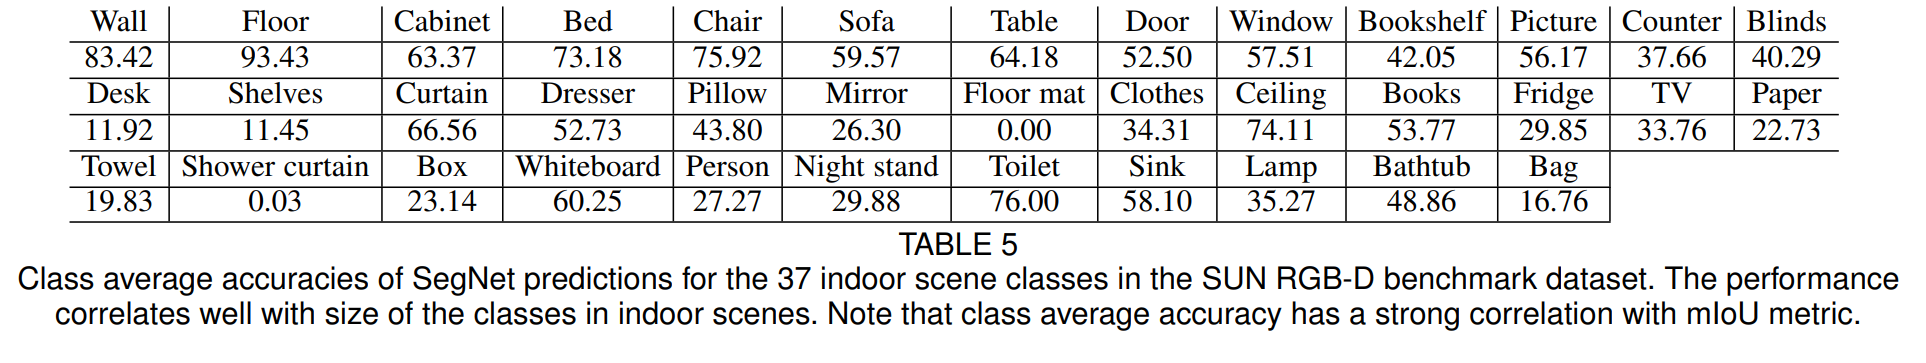 Wall Floor Cabinet Bed Chair Sofa Table Door Window Bookshelf Picture Counter Blinds
83.42 93.43 63.37 73.18 75.92 59.57 64.18 52.50 57.51 42.05 56.17 37.66 40.29
Desk Shelves Curtain Dresser Pillow Mirror Floor mat Clothes Ceiling Books Fridge TV Paper
11.92 11.45 66.56 52.73 43.80 26.30 0.00 34.31 74.11 53.77 29.85 33.76 22.73
Towel Shower curtain Box Whiteboard Person Night stand Toilet Sink Lamp Bathtub Bag
19.83 0.03 23.14 60.25 27.27 29.88 76.00 58.10 35.27 48.86 16.76
TABLE 5
Class average accuracies of SegNet predictions for the 37 indoor scene classes in the SUN RGB-D benchmark dataset. The performance
correlates well with size of the classes in indoor scenes. Note that class average accuracy has a strong correlation with mIoU metric.